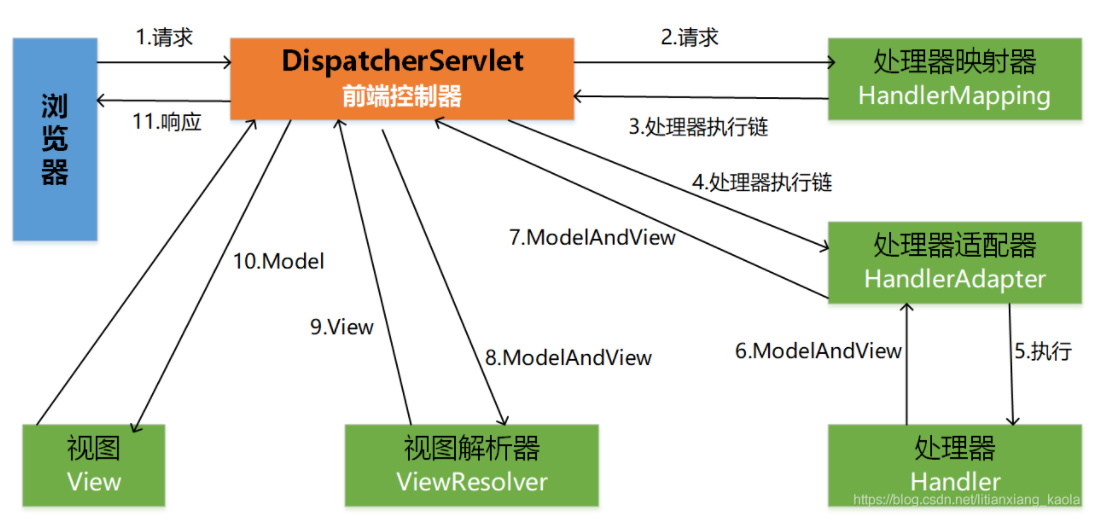 1.请求
2.请求
浏览器
DispatcherServlet
前端控制器
处理器映射器
HandlerMapping
11.响应
3.处理器执行链
4.处理器执行链
7.ModelAndView
处理器适配器
HandlerAdapter
10.Model
9.View
8.ModelAndView
6.ModelAndView
5.执行
视图
View
视图解析器
ViewResolver
处理器
Handler
https://blog.csdn.net/litianxiang_kaola